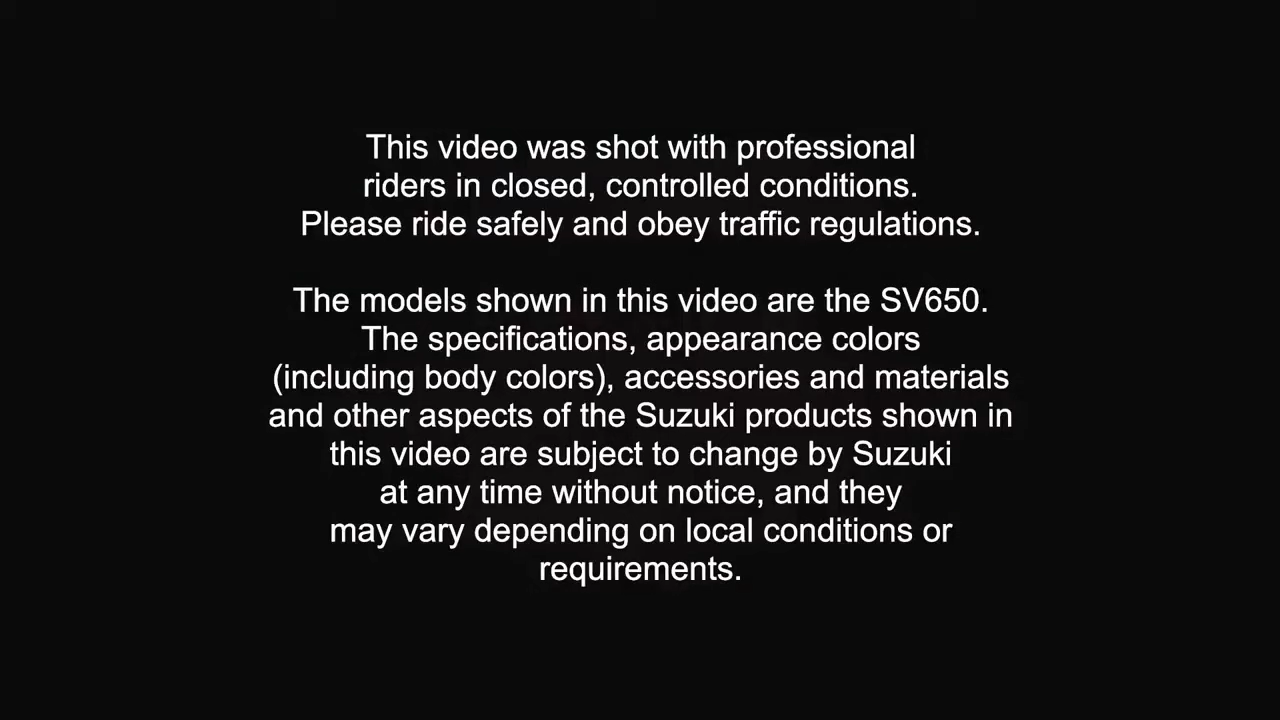 This video was shot with professional
riders in closed, controlled conditions.
Please ride safely and obey traffic regulations.
The models shown in this video are the SV650.
The specifications, appearance colors
(including body colors), accessories and materials
and other aspects of the Suzuki products shown in
this video are subject to change by Suzuki
at any time without notice, and they
may vary depending on local conditions or
requirements.